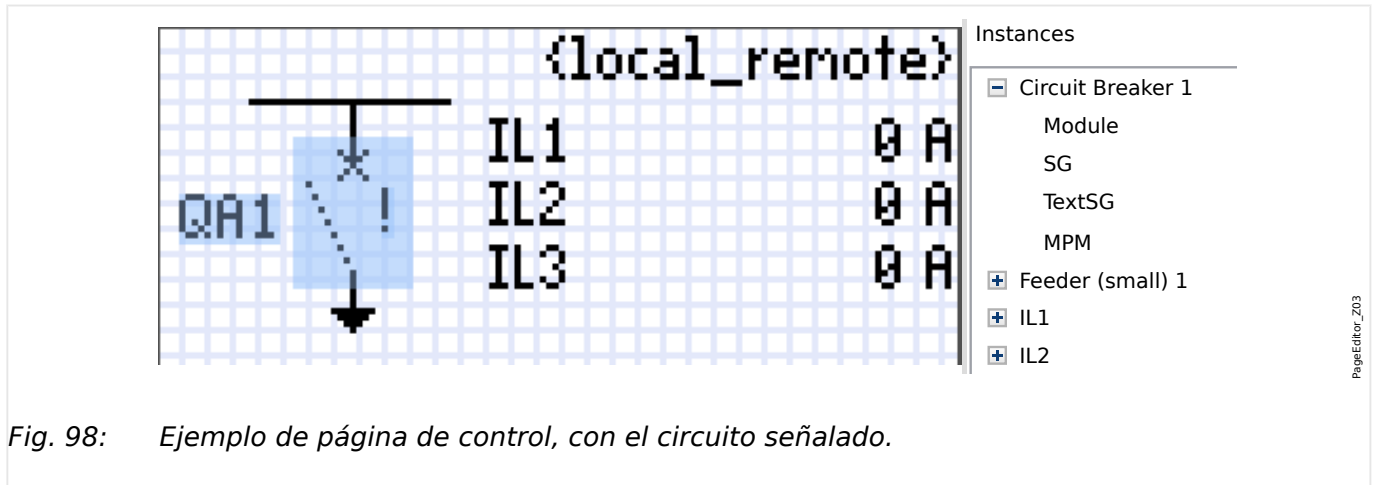 {local_remote}
IL1 0 A
QA1 !
IL2 0 A
IL3 0 A
Instances
Circuit Breaker 1
Module
SG
TextSG
MPM
Feeder (small) 1
IL1
IL2
PageEditor_Z03
Fig. 98: Ejemplo de página de control, con el circuito señalado.